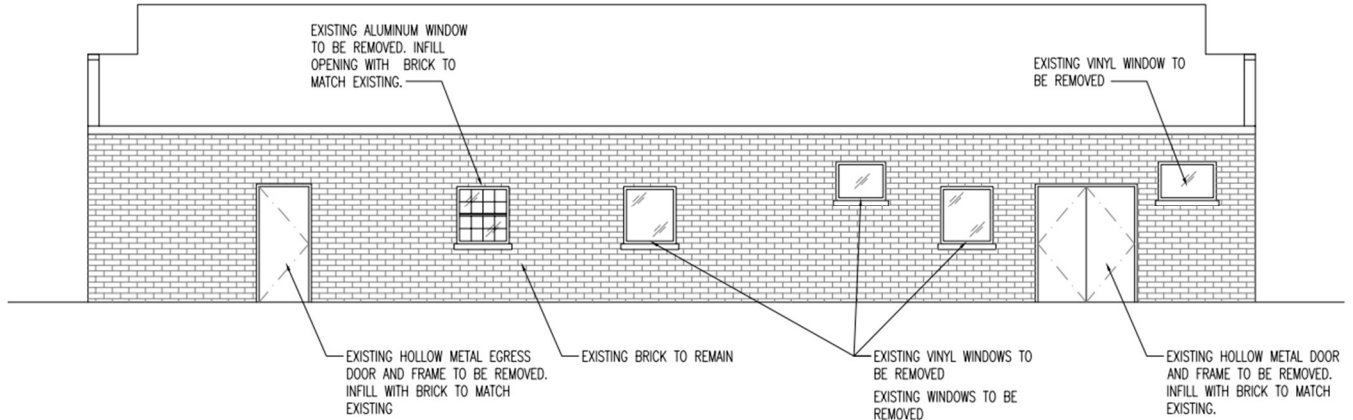 EXISTING ALUMINUM WINDOW
TO BE REMOVED. INFILL
OPENING WITH BRICK TO
MATCH EXISTING.
EXISTING VINYL WINDOW TO
BE REMOVED
EXISTING HOLLOW METAL EGRESS
DOOR AND FRAME TO BE REMOVED.
INFILL WITH BRICK TO MATCH
EXISTING
EXISTING BRICK TO REMAIN
EXISTING VINYL WINDOWS TO
BE REMOVED
EXISTING WINDOWS TO BE
REMOVED
EXISTING HOLLOW METAL DOOR
AND FRAME TO BE REMOVED.
INFILL WITH BRICK TO MATCH
EXISTING.